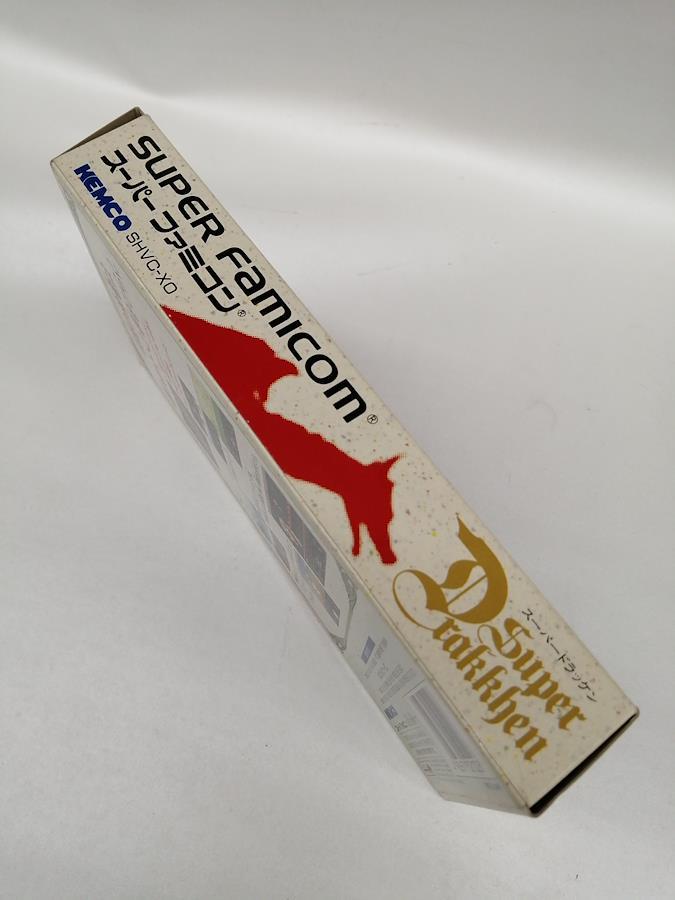 SUPER FAMICOM®
スーパーファミコン®
KEMCO SHVC-XD
スーパードラッケン
Super
Drakkhen